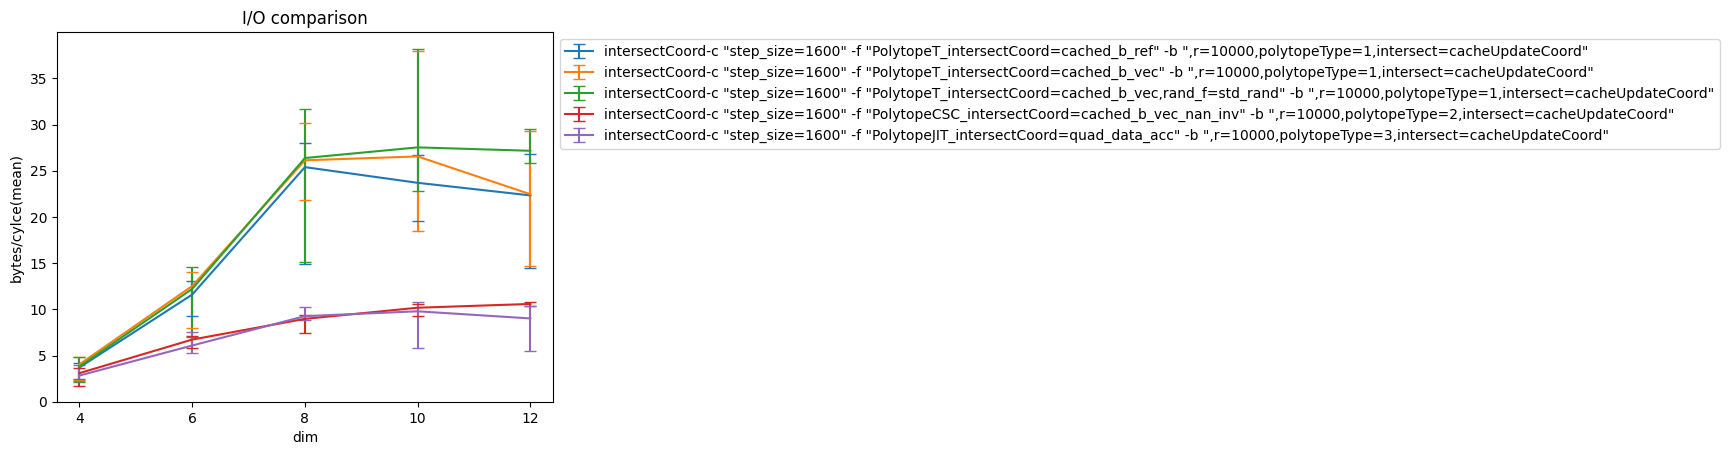 I/O comparison
intersectCoord-c "step_size=1600" -f "PolytopeT_intersectCoord=cached_b_ref" -b ",r=10000,polytopeType=1,intersect=cacheUpdateCoord"
intersectCoord-c "step_size=1600" -f "PolytopeT_intersectCoord=cached_b_vec" -b ",r=10000,polytopeType=1,intersect=cacheUpdateCoord"
intersectCoord-c "step_size=1600" -f "PolytopeT_intersectCoord=cached_b_vec,rand_f=std_rand" -b ",r=10000,polytopeType=1,intersect=cacheUpdateCoord"
intersectCoord-c "step_size=1600" -f "PolytopeCSC_intersectCoord=cached_b_vec_nan_inv" -b ",r=10000,polytopeType=2,intersect=cacheUpdateCoord"
intersectCoord-c "step_size=1600" -f "PolytopeJIT_intersectCoord=quad_data_acc" -b ",r=10000,polytopeType=3,intersect=cacheUpdateCoord"
bytes/cylce(mean)
35
30
25
20
15
10
5
0
4 6 8 10 12
dim